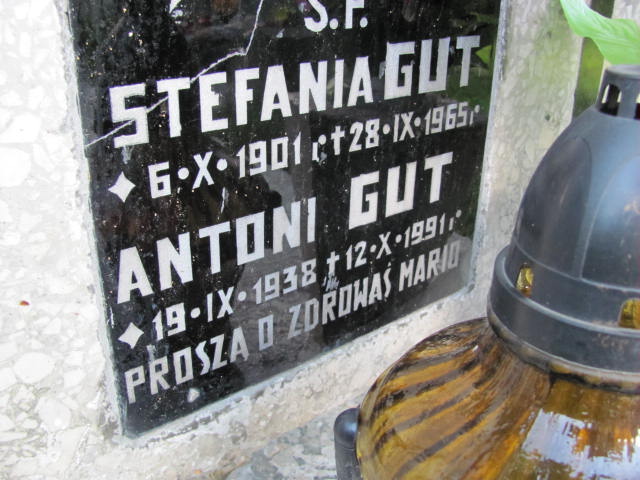 Ś.P.
STEFANIA GUT
6•X•1901 r † 28•IX•1965 r
ANTONI GUT
19•IX•1938 † 12•X•1991 r
PROSZĄ O ZDROWAŚ MARIO